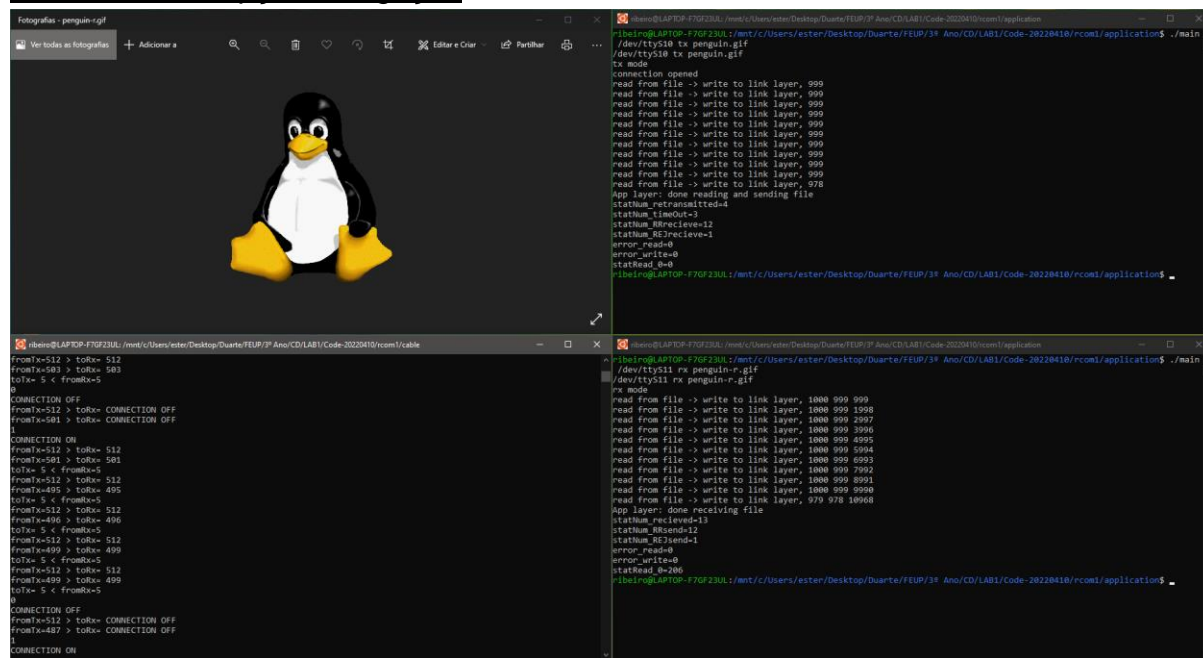 Fotografias - penguin-r.gif
Ver todas as fotografias
Adicionar a
Editar e Criar
Partilhar
ribeiro@LAPTOP-F7GF23UL: /mnt/c/Users/ester/Desktop/Duarte/FEUP/3º Ano/CD/LAB1/Code-20220410/rcom1/application
ribeiro@LAPTOP-F7GF23UL:/mnt/c/Users/ester/Desktop/Duarte/FEUP/3º Ano/CD/LAB1/Code-20220410/rcom1/application$ ./main
/dev/ttyS10 tx penguin.gif
/dev/ttyS10 tx penguin.gif
tx mode
connection opened
read from file -> write to link layer, 999
read from file -> write to link layer, 999
read from file -> write to link layer, 999
read from file -> write to link layer, 999
read from file -> write to link layer, 999
read from file -> write to link layer, 999
read from file -> write to link layer, 999
read from file -> write to link layer, 999
read from file -> write to link layer, 999
read from file -> write to link layer, 999
read from file -> write to link layer, 978
App layer: done reading and sending file
statNum_retransmitted=4
statNum_timeOut=3
statNum_RRrecieve=12
statNum_REJrecieve=1
error_read=0
error_write=0
statRead_0=0
ribeiro@LAPTOP-F7GF23UL:/mnt/c/Users/ester/Desktop/Duarte/FEUP/3º Ano/CD/LAB1/Code-20220410/rcom1/application$
ribeiro@LAPTOP-F7GF23UL: /mnt/c/Users/ester/Desktop/Duarte/FEUP/3º Ano/CD/LAB1/Code-20220410/rcom1/cable
fromTx=512 > toRx= 512
fromTx=503 > toRx= 503
toTx= 5 < fromRx=5
0
CONNECTION OFF
fromTx=512 > toRx= CONNECTION OFF
fromTx=501 > toRx= CONNECTION OFF
1
CONNECTION ON
fromTx=512 > toRx= 512
fromTx=501 > toRx= 501
toTx= 5 < fromRx=5
fromTx=512 > toRx= 512
fromTx=495 > toRx= 495
toTx= 5 < fromRx=5
fromTx=512 > toRx= 512
fromTx=496 > toRx= 496
toTx= 5 < fromRx=5
fromTx=512 > toRx= 512
fromTx=499 > toRx= 499
toTx= 5 < fromRx=5
fromTx=512 > toRx= 512
fromTx=499 > toRx= 499
toTx= 5 < fromRx=5
0
CONNECTION OFF
fromTx=512 > toRx= CONNECTION OFF
fromTx=487 > toRx= CONNECTION OFF
1
CONNECTION ON
ribeiro@LAPTOP-F7GF23UL: /mnt/c/Users/ester/Desktop/Duarte/FEUP/3º Ano/CD/LAB1/Code-20220410/rcom1/application
ribeiro@LAPTOP-F7GF23UL:/mnt/c/Users/ester/Desktop/Duarte/FEUP/3º Ano/CD/LAB1/Code-20220410/rcom1/application$ ./main
/dev/ttyS11 rx penguin-r.gif
/dev/ttyS11 rx penguin-r.gif
rx mode
read from file -> write to link layer, 1000 999 999
read from file -> write to link layer, 1000 999 1998
read from file -> write to link layer, 1000 999 2997
read from file -> write to link layer, 1000 999 3996
read from file -> write to link layer, 1000 999 4995
read from file -> write to link layer, 1000 999 5994
read from file -> write to link layer, 1000 999 6993
read from file -> write to link layer, 1000 999 7992
read from file -> write to link layer, 1000 999 8991
read from file -> write to link layer, 1000 999 9990
read from file -> write to link layer, 979 978 10968
App layer: done receiving file
statNum_recieved=13
statNum_RRsend=12
statNum_REJsend=1
error_read=0
error_write=0
statRead_0=206
ribeiro@LAPTOP-F7GF23UL:/mnt/c/Users/ester/Desktop/Duarte/FEUP/3º Ano/CD/LAB1/Code-20220410/rcom1/application$